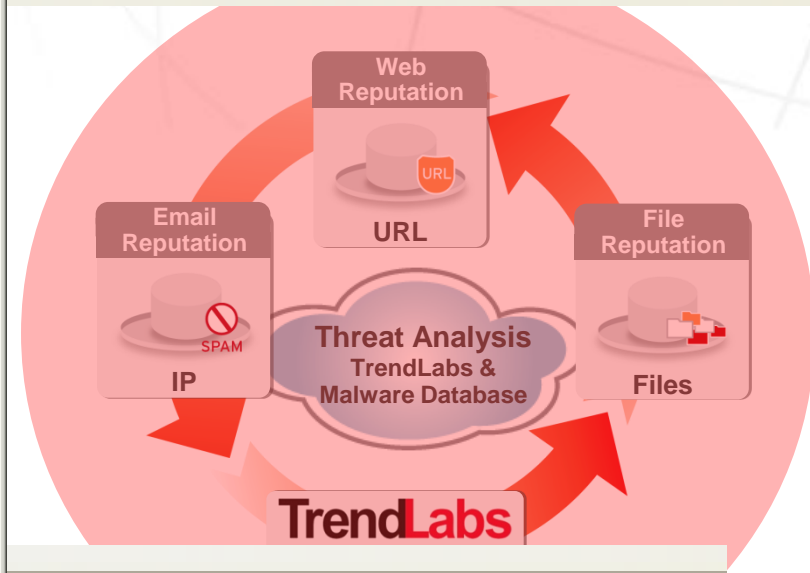 Web
Reputation
URL
URL
Email
Reputation
SPAM
IP
File
Reputation
Files
Threat Analysis
TrendLabs &
Malware Database
TrendLabs